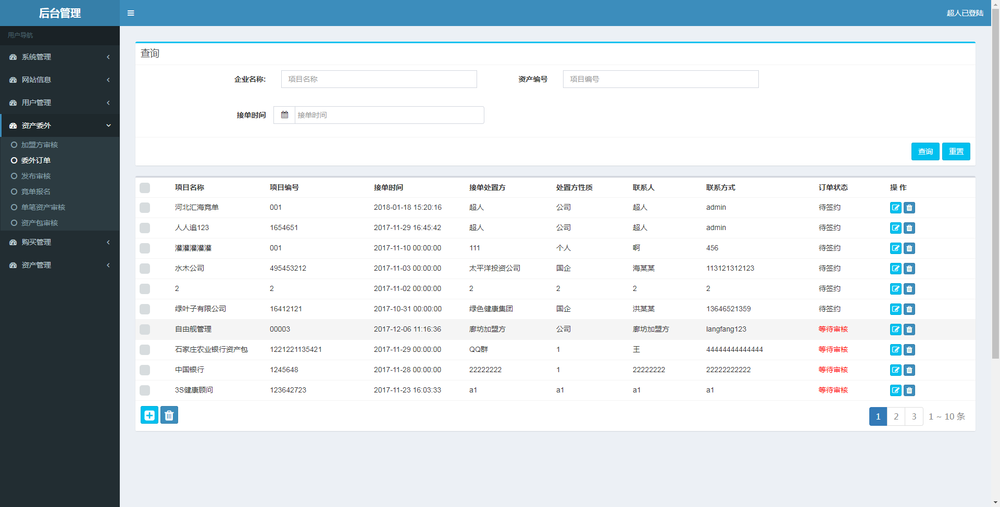 后台管理
超人已登陆
用户导航
系统管理
网站信息
用户管理
资产委外
加盟方审核
委外订单
发布审核
竞单报名
单笔资产审核
资产包审核
购买管理
资产管理
查询
企业名称: 项目名称 资产编号 项目编号
接单时间 接单时间
查询 重置
项目名称 项目编号 接单时间 接单处置方 处置方性质 联系人 联系方式 订单状态 操 作
河北汇海竞单 001 2018-01-18 15:20:16 超人 公司 超人 admin 待签约
人人追123 1654651 2017-11-29 16:45:42 超人 公司 超人 admin 待签约
灌灌灌灌灌 001 2017-11-10 00:00:00 111 个人 啊 456 待签约
水木公司 495453212 2017-11-03 00:00:00 太平洋投资公司 国企 海某某 113121312123 待签约
2 2 2017-11-02 00:00:00 2 2 2 2 待签约
绿叶子有限公司 16412121 2017-10-31 00:00:00 绿色健康集团 国企 洪某某 13646521359 待签约
自由舰管理 00003 2017-12-06 11:16:36 廊坊加盟方 公司 廊坊加盟方 langfang123 等待审核
石家庄农业银行资产包 1221221135421 2017-11-29 00:00:00 QQ群 1 王 44444444444444 等待审核
中国银行 1245648 2017-11-28 00:00:00 22222222 1 22222222 22222222222 等待审核
3S健康顾问 123642723 2017-11-23 16:03:33 a1 a1 a1 a1 等待审核
1 2 3 1 ~ 10 条